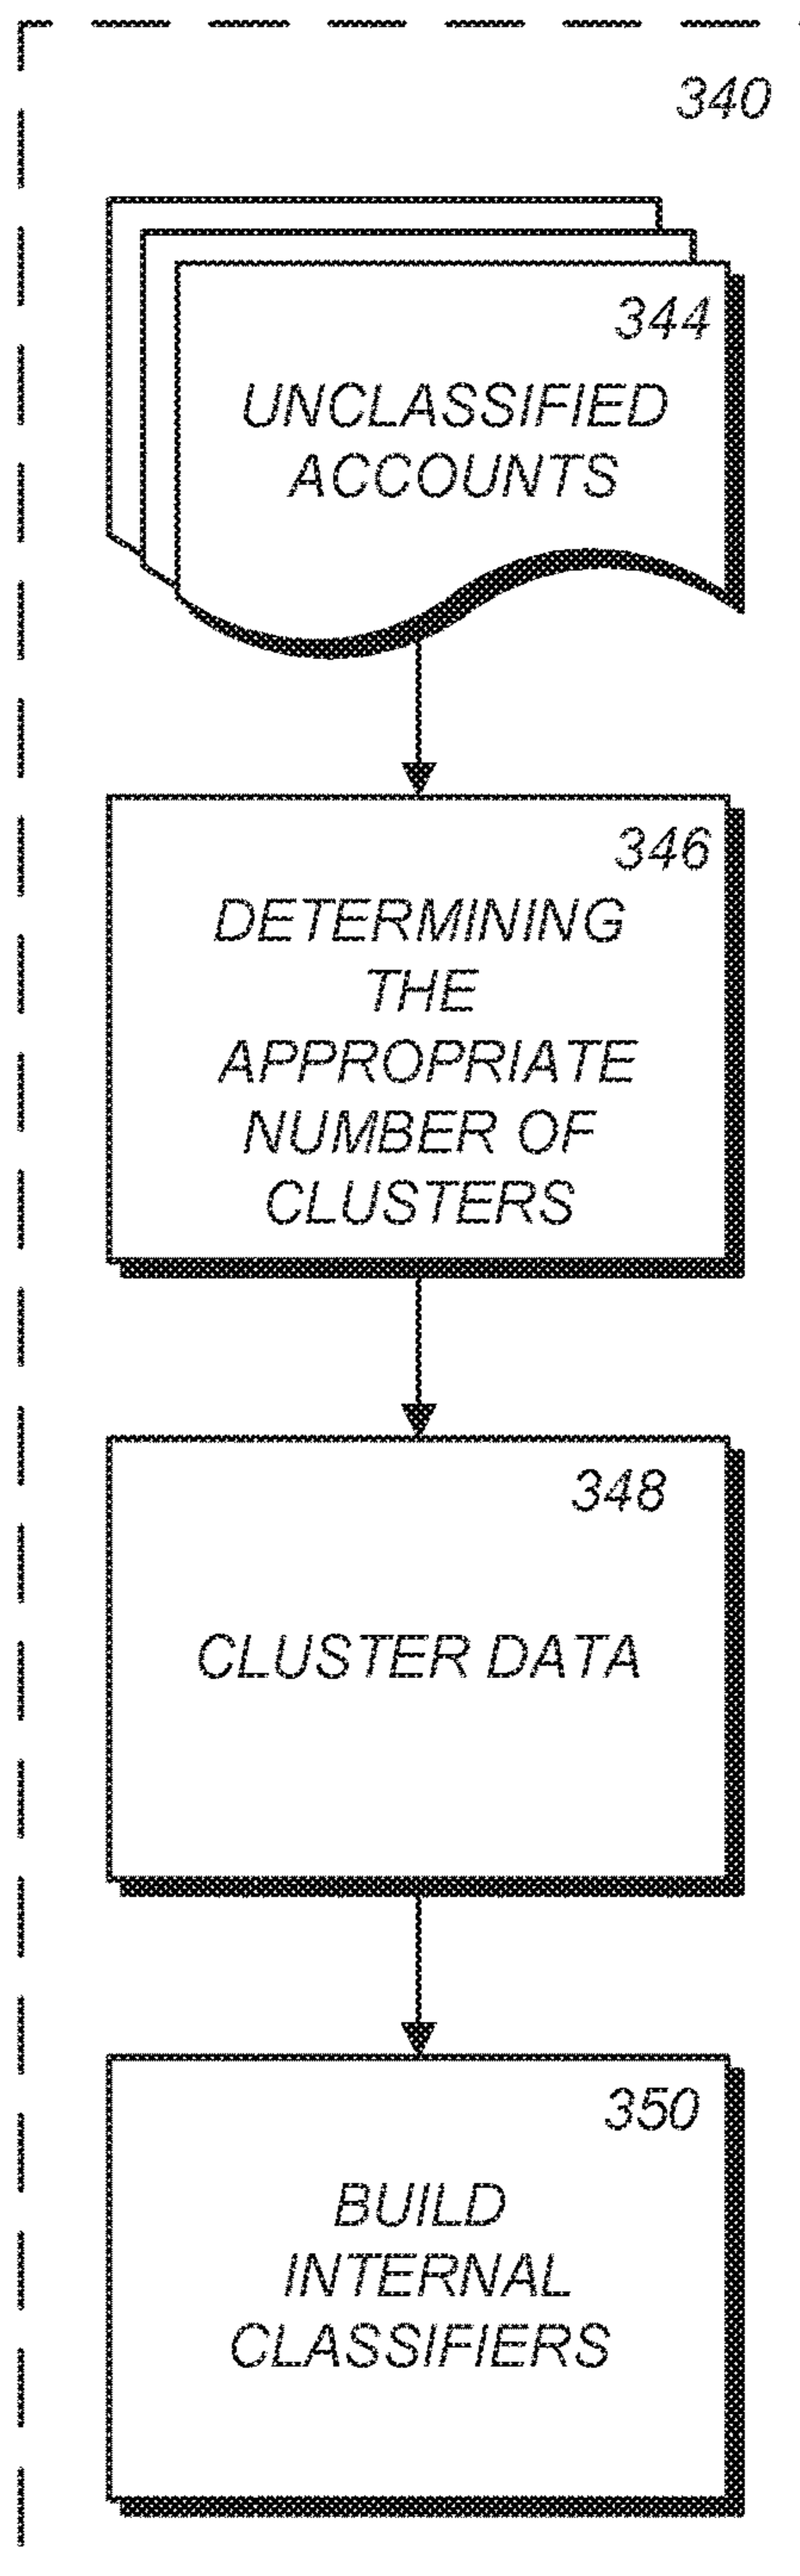 340
344
UNCLASSIFIED
ACCOUNTS
346
DETERMINING
THE
APPROPRIATE
NUMBER OF
CLUSTERS
348
CLUSTER DATA
350
BUILD
INTERNAL
CLASSIFIERS